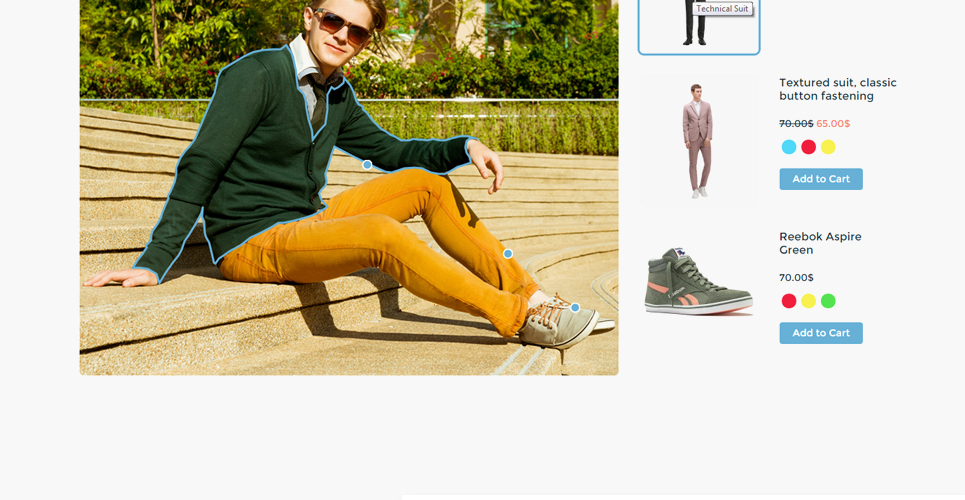 Technical Suit
Textured suit, classic
button fastening
70.00$ 65.00$
Add to Cart
Reebok Aspire
Green
70.00$
Add to Cart